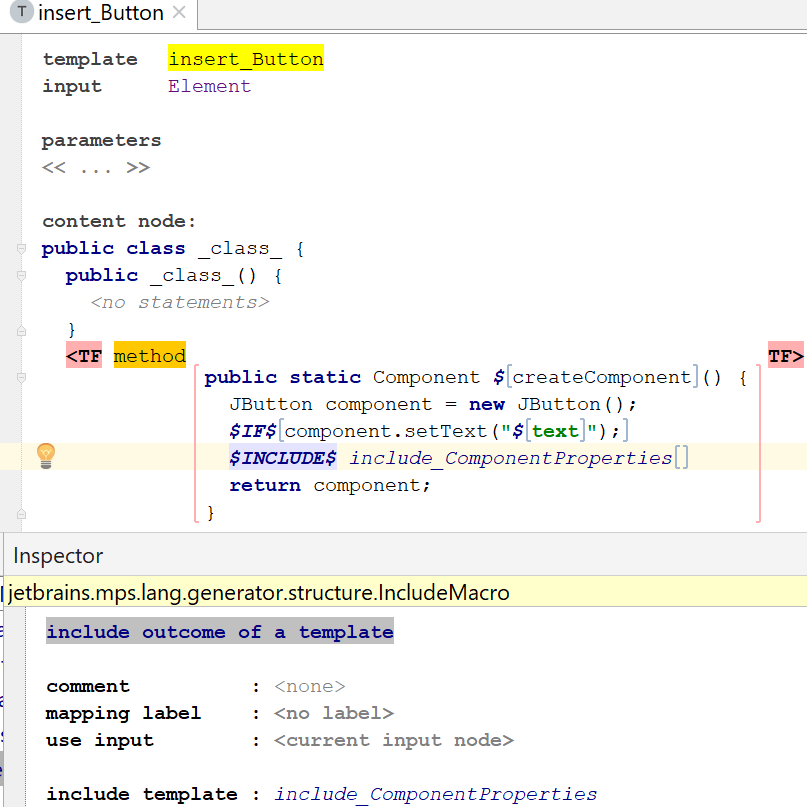 T insert_Button ×
template insert_Button
input Element
parameters
<< ... >>
content node:
public class _class_ {
public _class_() {
<no statements>
}
<TF method TF>
public static Component $[createComponent]() {
JButton component = new JButton();
$IF$[component.setText("$[text]");]
$INCLUDE$ include_ComponentProperties[]
return component;
}
Inspector
jetbrains.mps.lang.generator.structure.IncludeMacro
include outcome of a template
comment : <none>
mapping label : <no label>
use input : <current input node>
include template : include_ComponentProperties